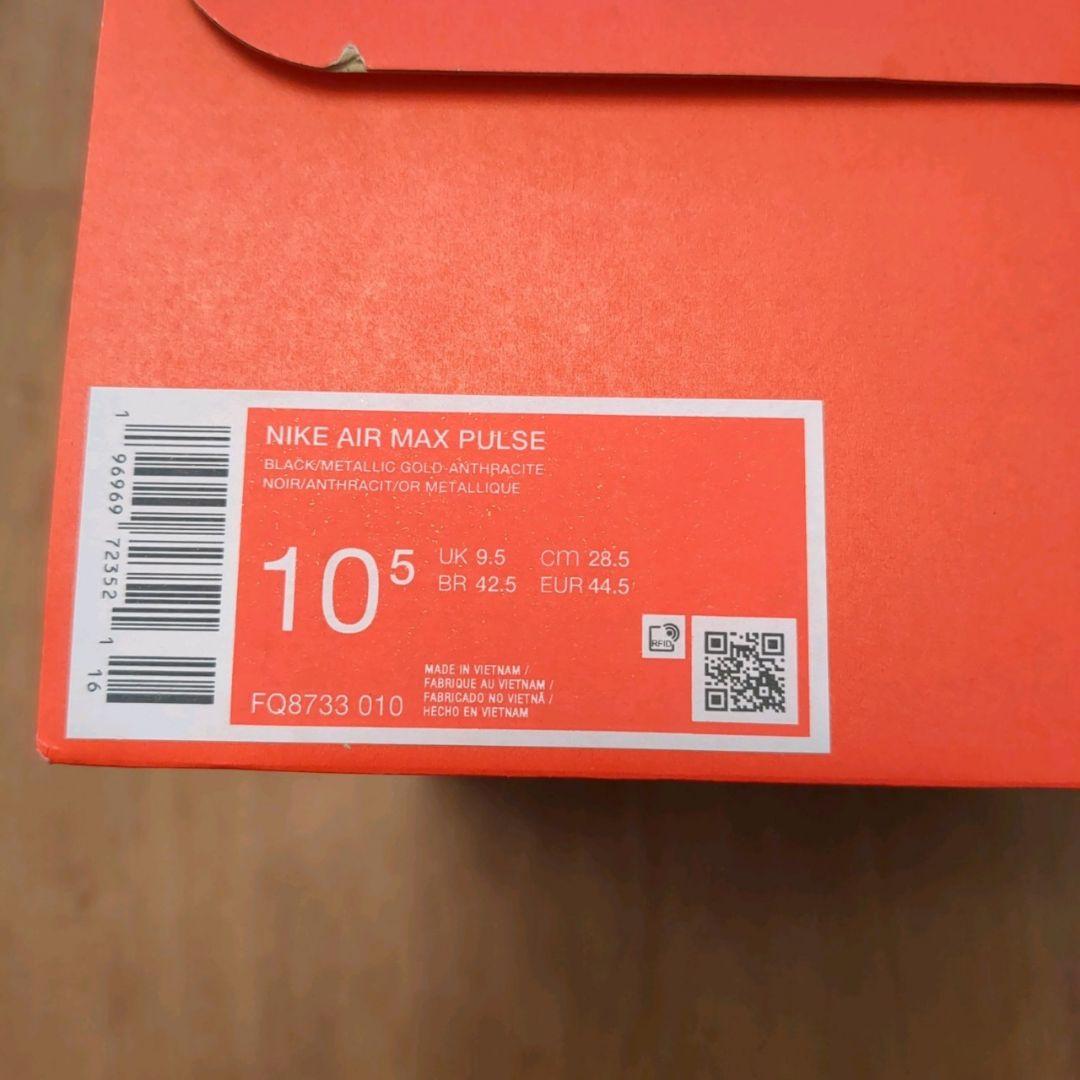 NIKE AIR MAX PULSE
BLACK/METALLIC GOLD-ANTHRACITE
NOIR/ANTHRACIT/OR METALLIQUE
10⁵
UK 9.5 cm 28.5
BR 42.5 EUR 44.5
RFID
MADE IN VIETNAM /
FABRIQUE AU VIETNAM /
FABRICADO NO VIETNÃ /
HECHO EN VIETNAM
FQ8733 010
1 96969 72352 1 16